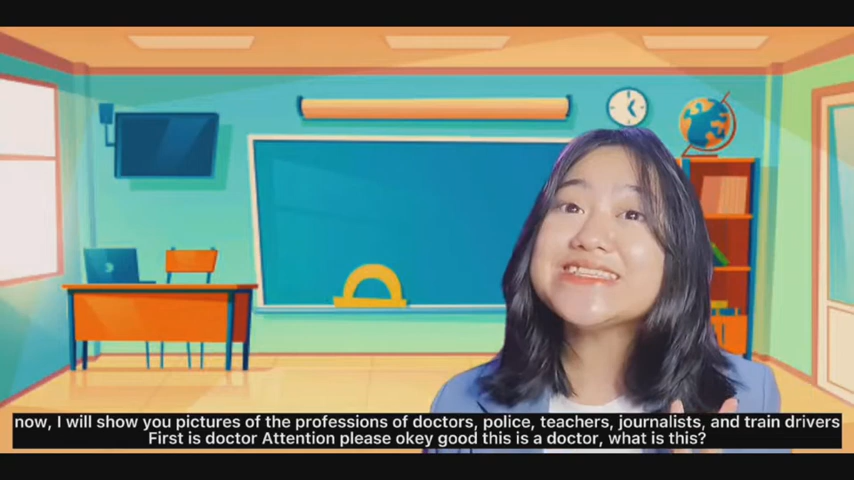 now, I will show you pictures of the professions of doctors, police, teachers, journalists, and train drivers
First is doctor Attention please okey good this is a doctor, what is this?